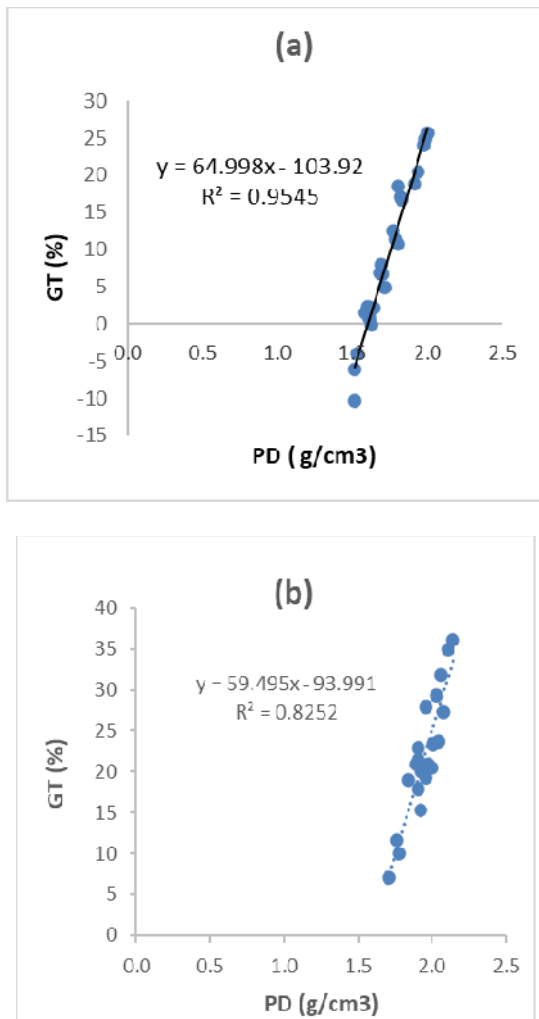 (a)
30
25
20
15
10
5
0
-5
-10
-15
0.0 0.5 1.0 1.5 2.0 2.5
y = 64.998x - 103.92
R² = 0.9545
GT (%)
PD ( g/cm3)
(b)
40
35
30
25
20
15
10
5
0
0.0 0.5 1.0 1.5 2.0 2.5
y = 59.495x - 93.991
R² = 0.8252
GT (%)
PD (g/cm3)